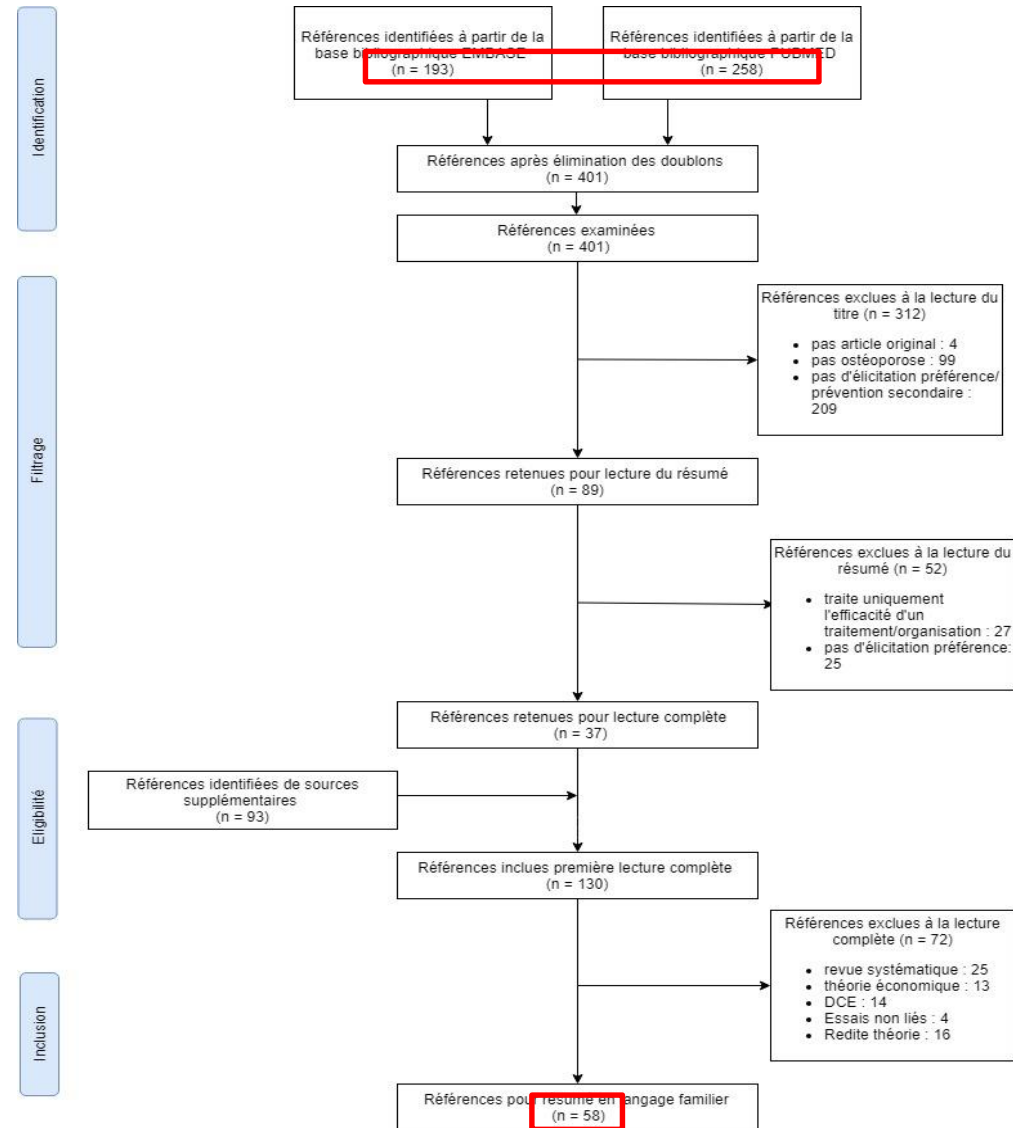 Identification
Références identifiées à partir de la
base bibliographique EMBASE
(n = 193)
Références identifiées à partir de la
base bibliographique PUBMED
(n = 258)
Références après élimination des doublons
(n = 401)
Références examinées
(n = 401)
Filtrage
Références exclues à la lecture du
titre (n = 312)
• pas article original : 4
• pas ostéoporose : 99
• pas d'élicitation préférence/
prévention secondaire :
209
Références retenues pour lecture du résumé
(n = 89)
Références exclues à la lecture du
résumé (n = 52)
• traite uniquement
l'efficacité d'un
traitement/organisation : 27
• pas d'élicitation préférence:
25
Références retenues pour lecture complète
(n = 37)
Eligibilité
Références identifiées de sources
supplémentaires
(n = 93)
Références inclues première lecture complète
(n = 130)
Références exclues à la lecture
complète (n = 72)
• revue systématique : 25
• théorie économique : 13
• DCE : 14
• Essais non liés : 4
• Redite théorie : 16
Inclusion
Références pour résumé en langage familier
(n = 58)